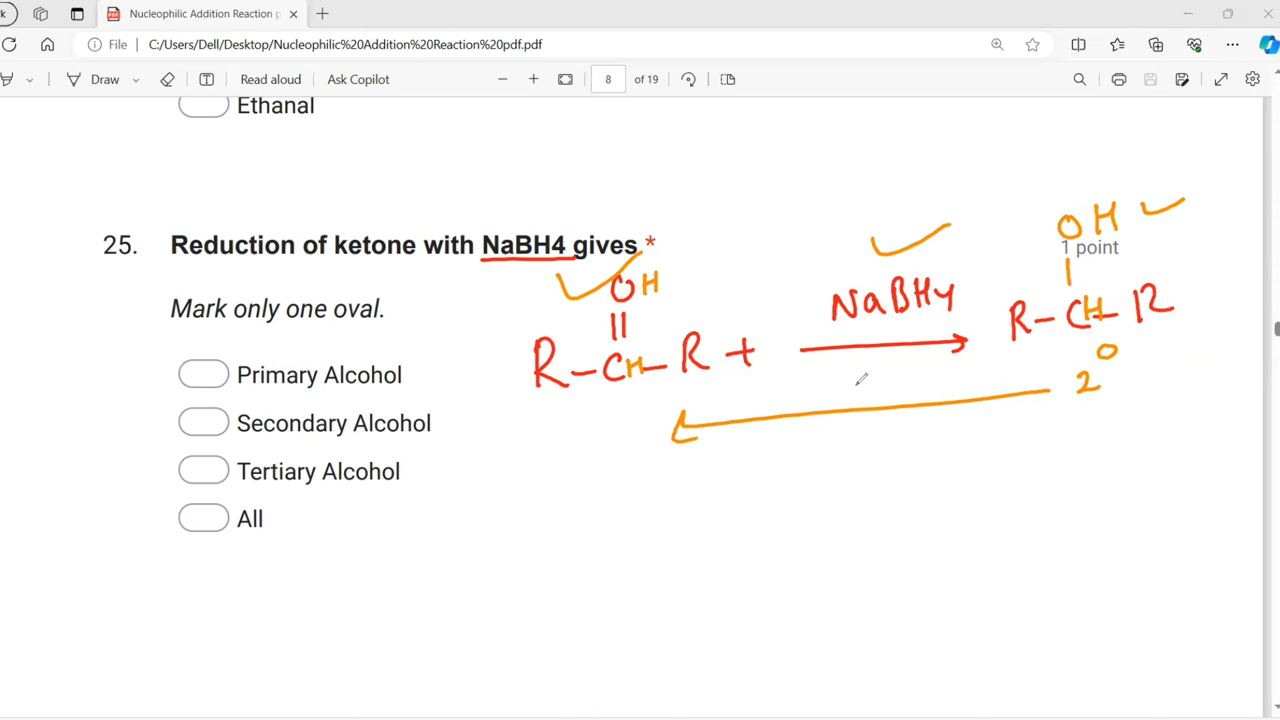 Nucleophilic Addition Reaction p
File C:/Users/Dell/Desktop/Nucleophilic%20Addition%20Reaction%20pdf.pdf
Draw Read aloud Ask Copilot 8 of 19
Ethanal
25. Reduction of ketone with NaBH4 gives *
1 point
Mark only one oval.
Primary Alcohol
Secondary Alcohol
Tertiary Alcohol
All
OH
R-CH-R +
NaBH4
OH
R-CH-R
2 o